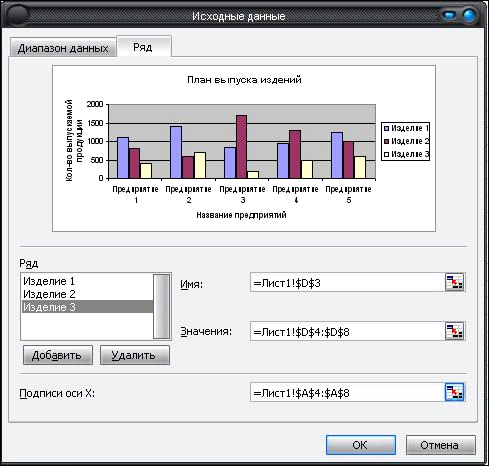 Исходные данные
Диапазон данных
Ряд
План выпуска изделий
Кол-во выпускаемой
продукции
2000
1500
1000
500
0
Предприятие
1
Предприятие
2
Предприятие
3
Предприятие
4
Предприятие
5
Название предприятий
Изделие 1
Изделие 2
Изделие 3
Ряд
Изделие 1
Изделие 2
Изделие 3
Добавить
Удалить
Имя:
=Лист1!$D$3
Значения:
=Лист1!$D$4:$D$8
Подписи оси X:
=Лист1!$A$4:$A$8
OK
Отмена